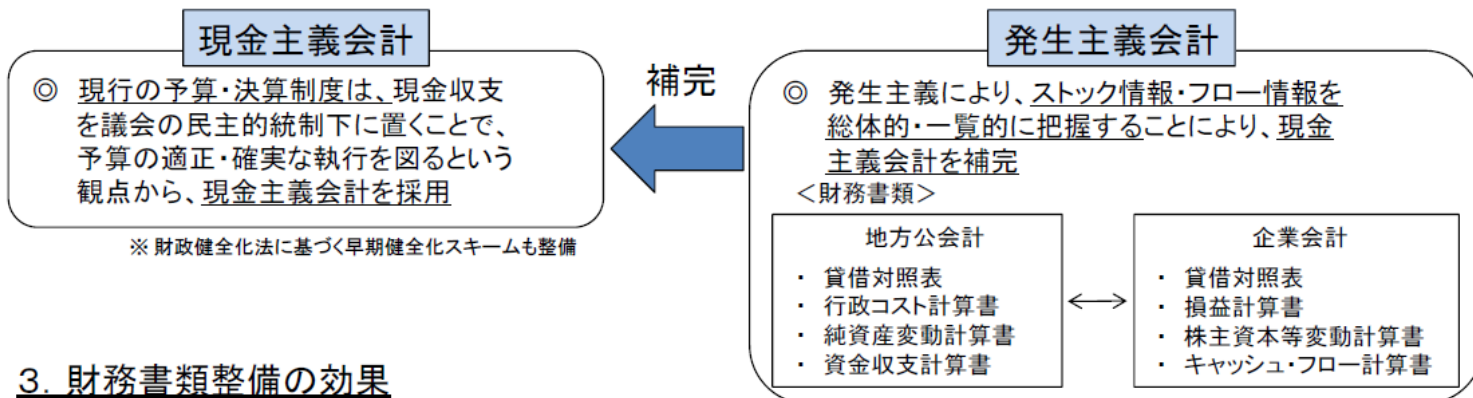 現金主義会計
◎ 現行の予算・決算制度は、現金収支
を議会の民主的統制下に置くことで、
予算の適正・確実な執行を図るという
観点から、現金主義会計を採用
※ 財政健全化法に基づく早期健全化スキームも整備
補完
発生主義会計
◎ 発生主義により、ストック情報・フロー情報を
総体的・一覧的に把握することにより、現金
主義会計を補完
＜財務書類＞
地方公会計
・ 貸借対照表
・ 行政コスト計算書
・ 純資産変動計算書
・ 資金収支計算書
企業会計
・ 貸借対照表
・ 損益計算書
・ 株主資本等変動計算書
・ キャッシュ・フロー計算書
３．財務書類整備の効果